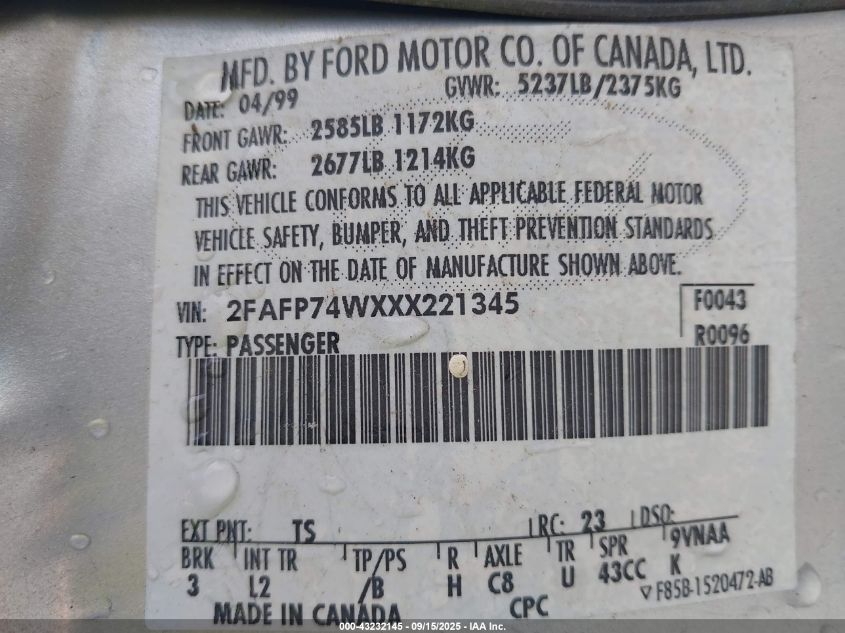 MFD. BY FORD MOTOR CO. OF CANADA, LTD.
DATE: 04/99 GVWR: 5237LB/2375KG
FRONT GAWR: 2585LB 1172KG
REAR GAWR: 2677LB 1214KG
THIS VEHICLE CONFORMS TO ALL APPLICABLE FEDERAL MOTOR
VEHICLE SAFETY, BUMPER, AND THEFT PREVENTION STANDARDS
IN EFFECT ON THE DATE OF MANUFACTURE SHOWN ABOVE.
VIN: 2FAFP74WXXX221345 F0043
TYPE: PASSENGER R0096
EXT PNT: TS RC: 23 DSO:
BRK INT TR TP/PS R AXLE TR SPR 9VNAA
3 L2 /B H C8 U 43CC K
▽F85B-1520472-AB
MADE IN CANADA CPC
000-43232145 - 09/15/2025 - IAA Inc.